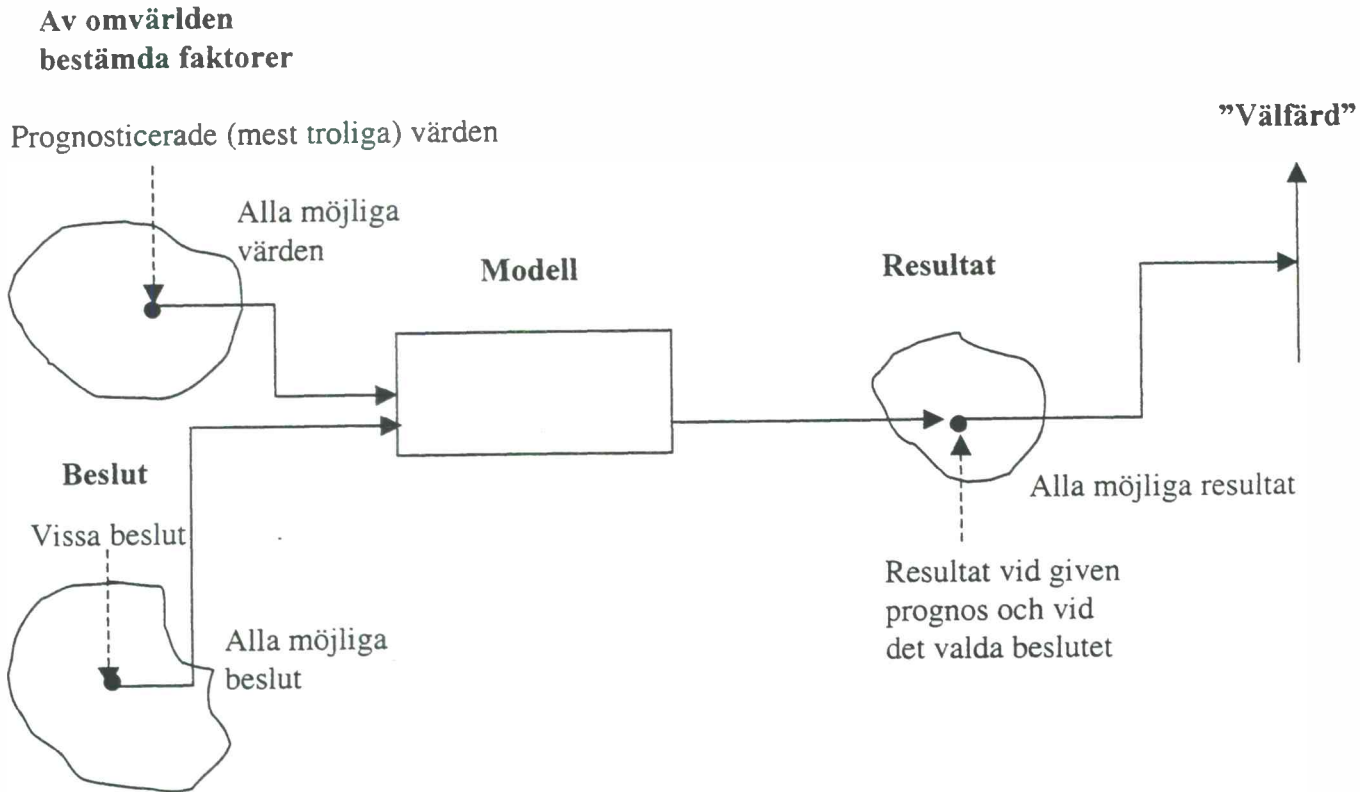 Av omvärlden
bestämda faktorer
"Välfärd"
Prognosticerade (mest troliga) värden
Alla möjliga
värden
Modell
Resultat
Beslut
Vissa beslut
Alla möjliga resultat
Resultat vid given
prognos och vid
det valda beslutet
Alla möjliga
beslut